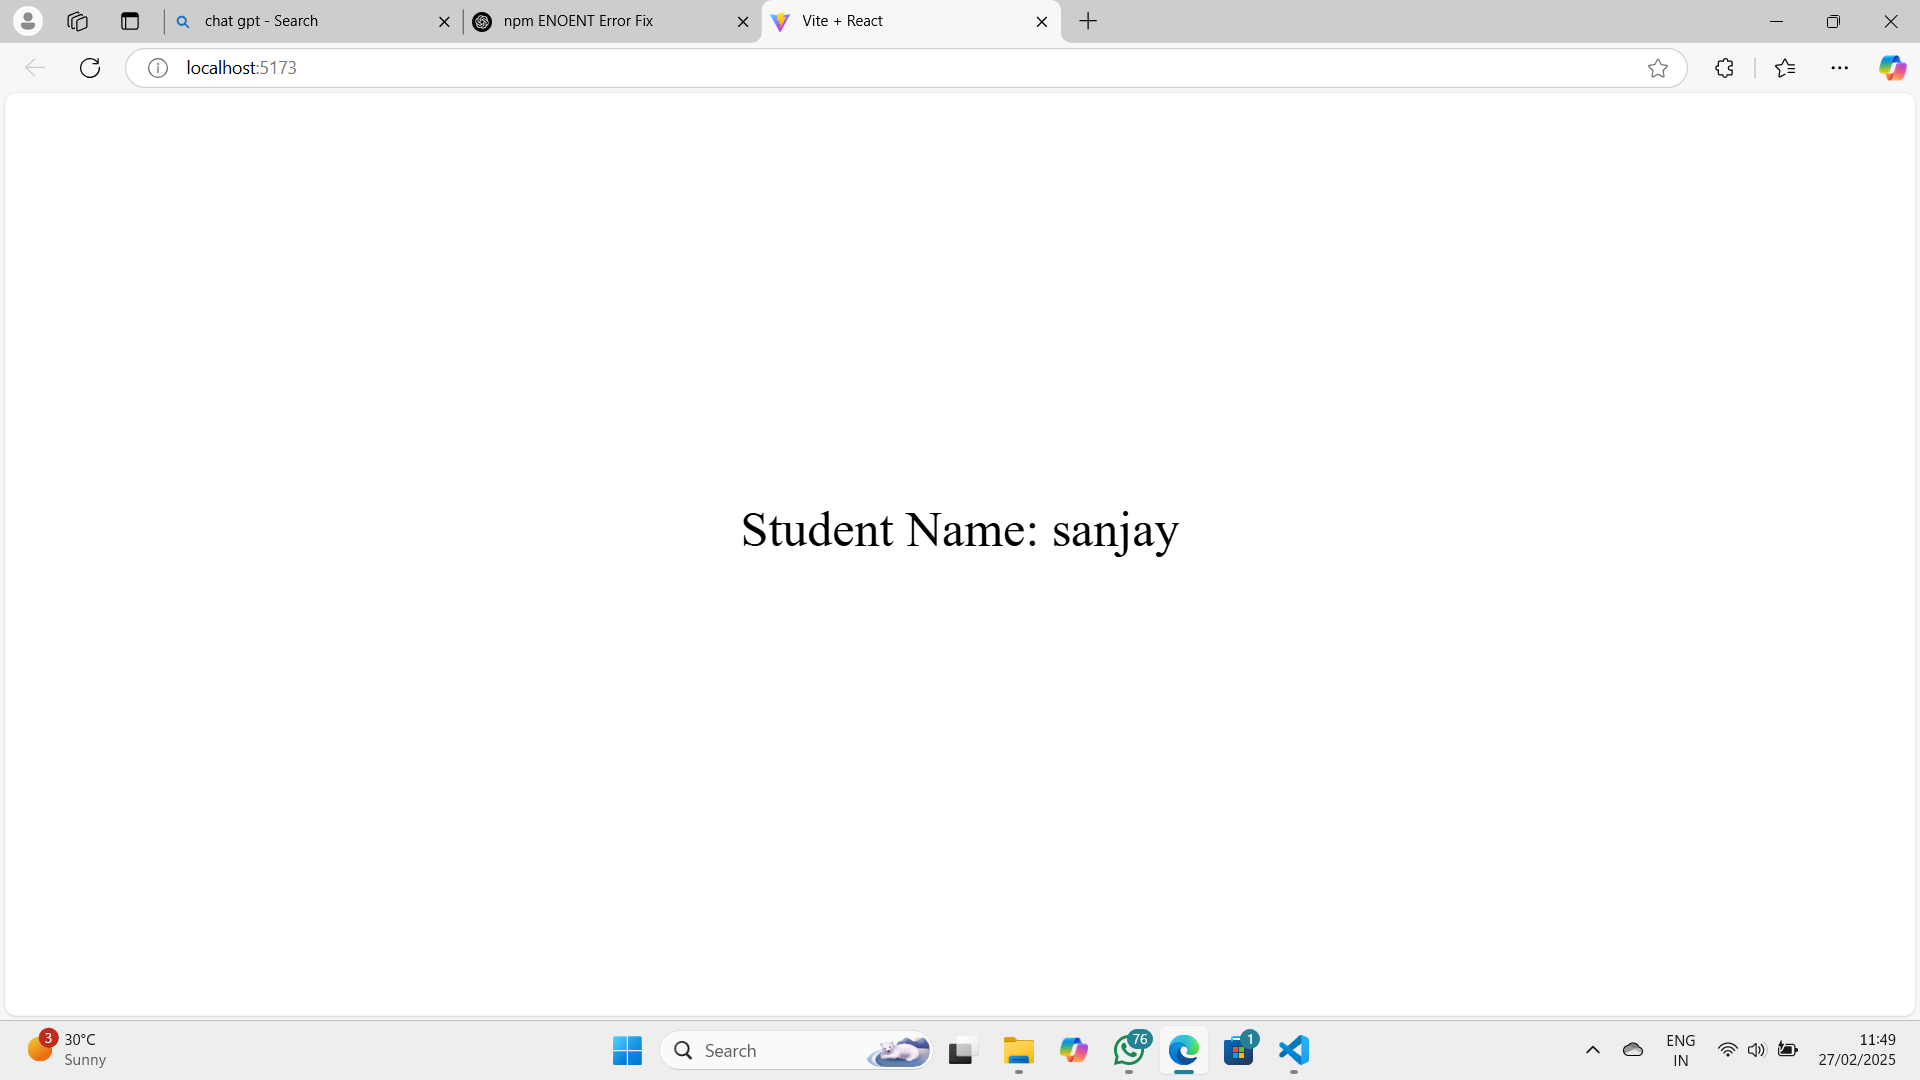 chat gpt - Search
npm ENOENT Error Fix
Vite + React
localhost:5173
Student Name: sanjay
3
30°C
Sunny
Search
76
1
ENG
IN
11:49
27/02/2025